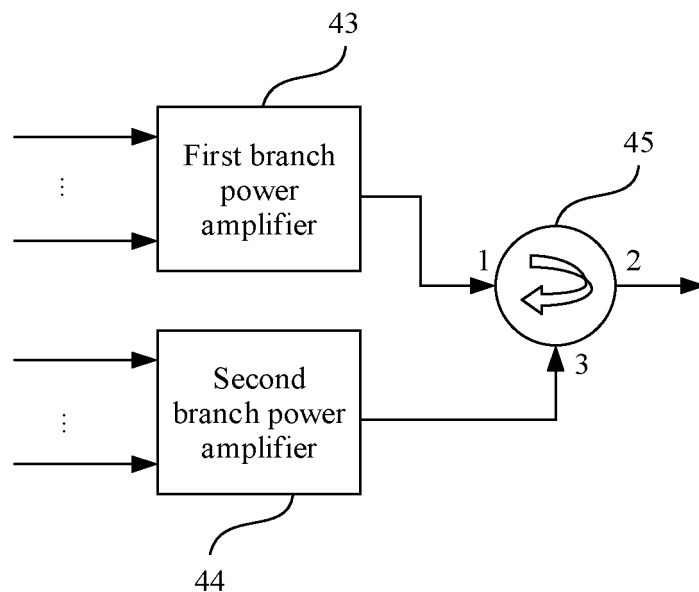 43
First branch
power
amplifier
45
1
2
3
Second
branch power
amplifier
44